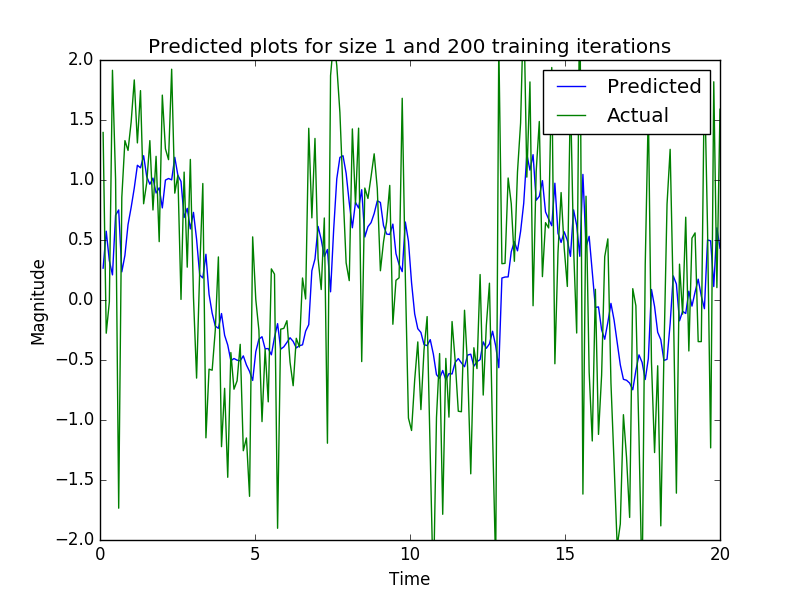 Predicted plots for size 1 and 200 training iterations
Predicted
Actual
2.0
1.5
1.0
0.5
0.0
−0.5
−1.0
−1.5
−2.0
Magnitude
0
5
10
15
20
Time